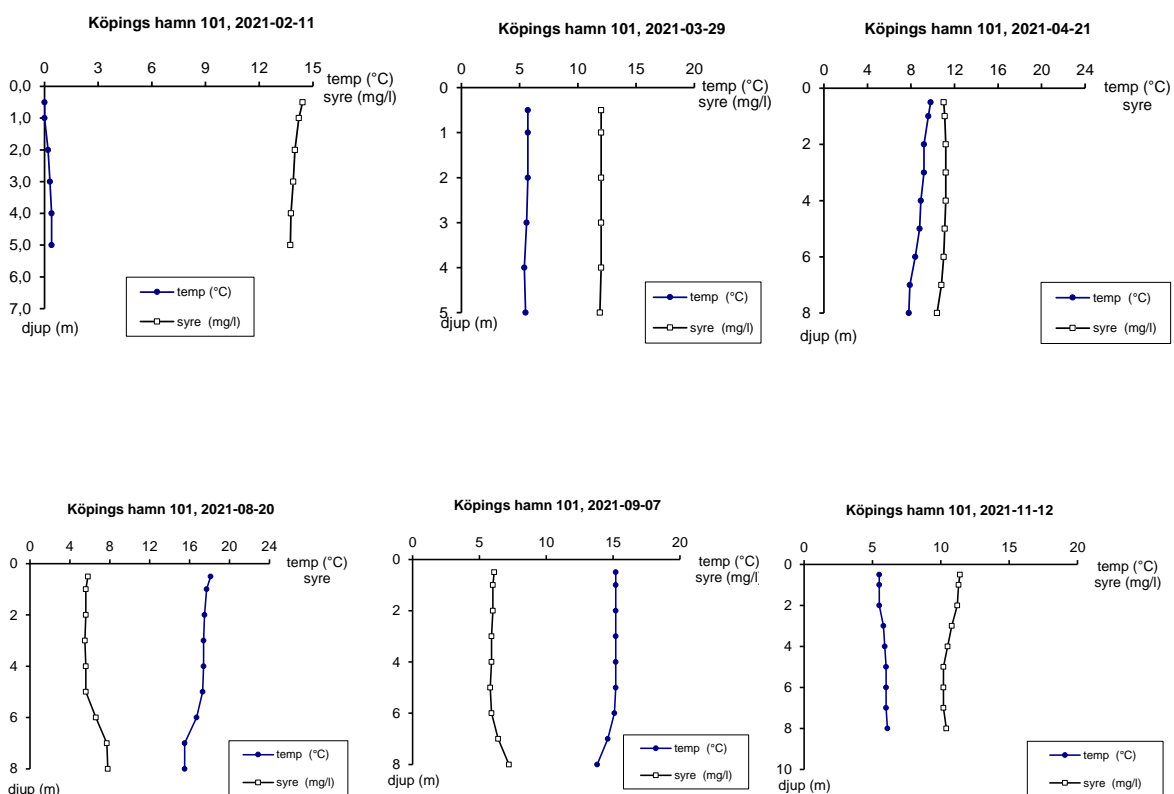 Köpings hamn 101, 2021-02-11
0 3 6 9 12 15
temp (°C)
syre (mg/l)
0,0
1,0
2,0
3,0
4,0
5,0
6,0
7,0
djup (m)
temp (°C)
syre (mg/l)
Köpings hamn 101, 2021-03-29
0 5 10 15 20
temp (°C)
syre (mg/l)
0
1
2
3
4
5
djup (m)
temp (°C)
syre (mg/l)
Köpings hamn 101, 2021-04-21
0 4 8 12 16 20 24
temp (°C)
syre
0
2
4
6
8
djup (m)
temp (°C)
syre (mg/l)
Köpings hamn 101, 2021-08-20
0 4 8 12 16 20 24
temp (°C)
syre
0
2
4
6
8
djup (m)
temp (°C)
syre (mg/l)
Köpings hamn 101, 2021-09-07
0 5 10 15 20
temp (°C)
syre (mg/l)
0
2
4
6
8
djup (m)
temp (°C)
syre (mg/l)
Köpings hamn 101, 2021-11-12
0 5 10 15 20
temp (°C)
syre (mg/l)
0
2
4
6
8
10
djup (m)
temp (°C)
syre (mg/l)